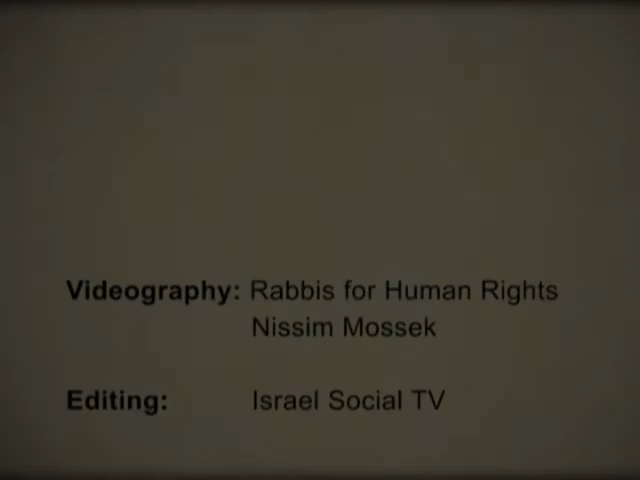 Videography: Rabbis for Human Rights
Nissim Mossek
Editing: Israel Social TV